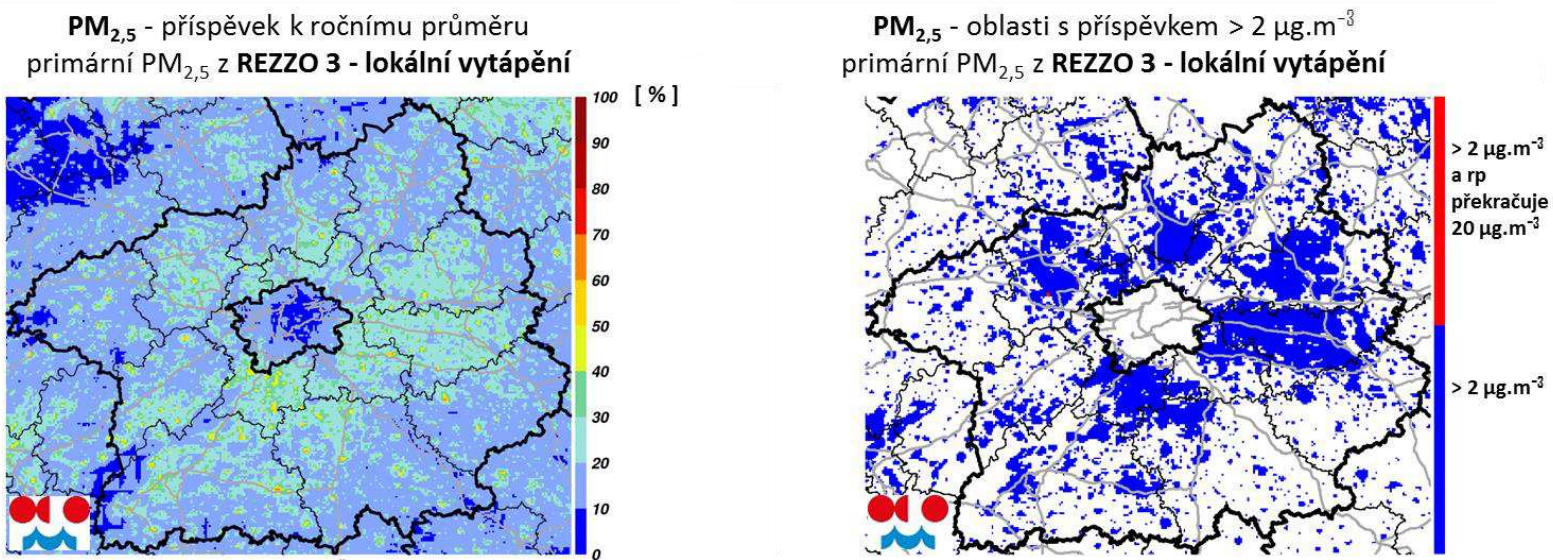 PM2,5 - příspěvek k ročnímu průměru
primární PM2,5 z REZZO 3 - lokální vytápění
100 [ % ]
90
80
70
60
50
40
30
20
10
0
PM2,5 - oblasti s příspěvkem > 2 µg.m−3
primární PM2,5 z REZZO 3 - lokální vytápění
> 2 µg.m−3
a rp
překračuje
20 µg.m−3
> 2 µg.m−3